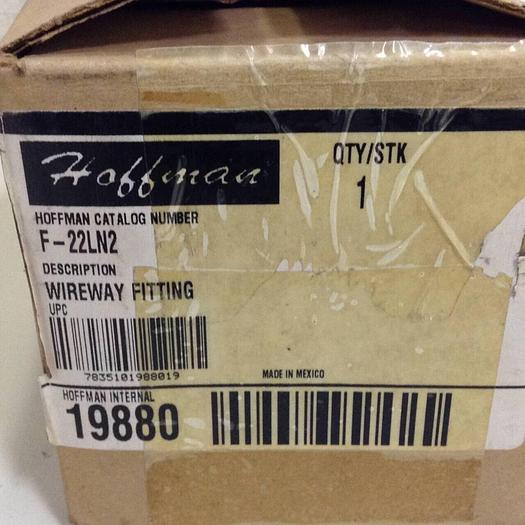 Hoffman
QTY/STK
1
HOFFMAN CATALOG NUMBER
F-22LN2
DESCRIPTION
WIREWAY FITTING
UPC
7835101988019
MADE IN MEXICO
HOFFMAN INTERNAL
19880